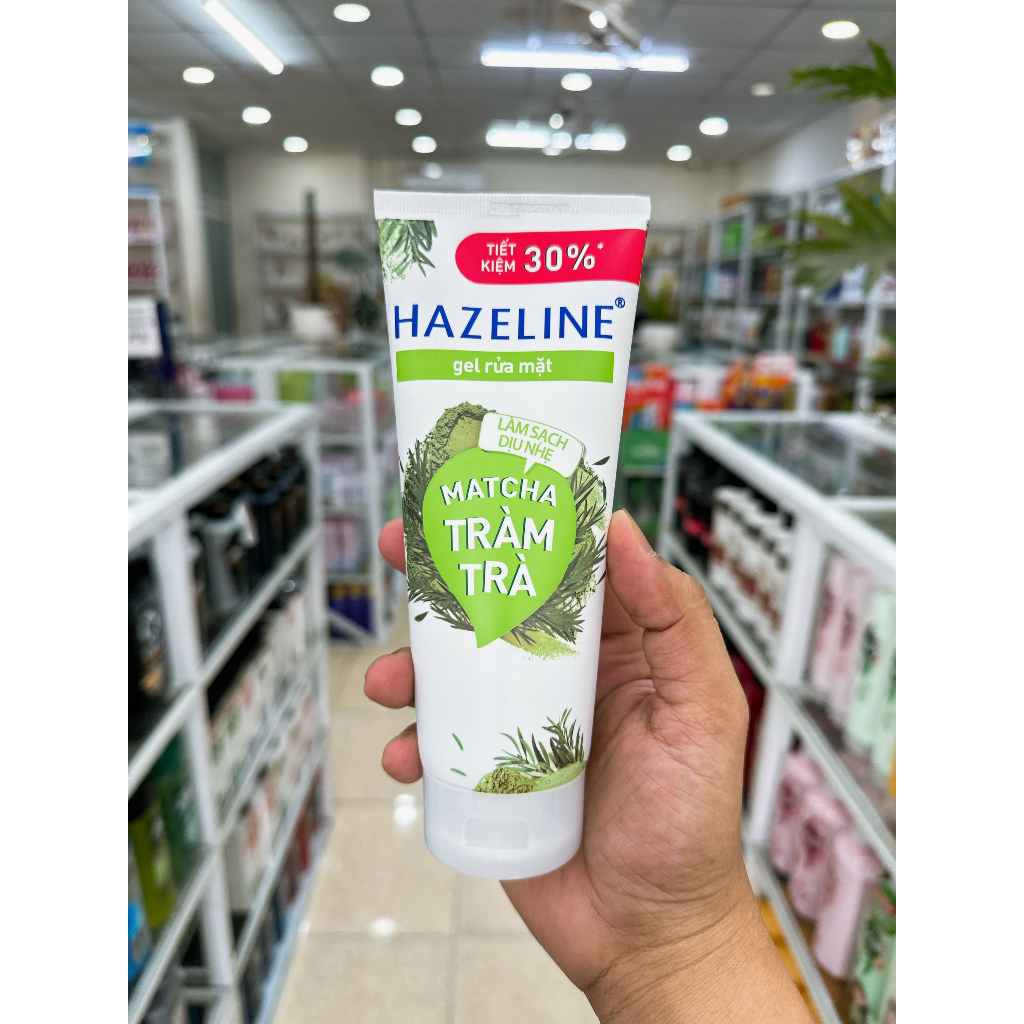 TIẾT
KIỆM 30%*
HAZELINE®
gel rửa mặt
LÀM SẠCH
DỊU NHẸ
MATCHA
TRÀM
TRÀ